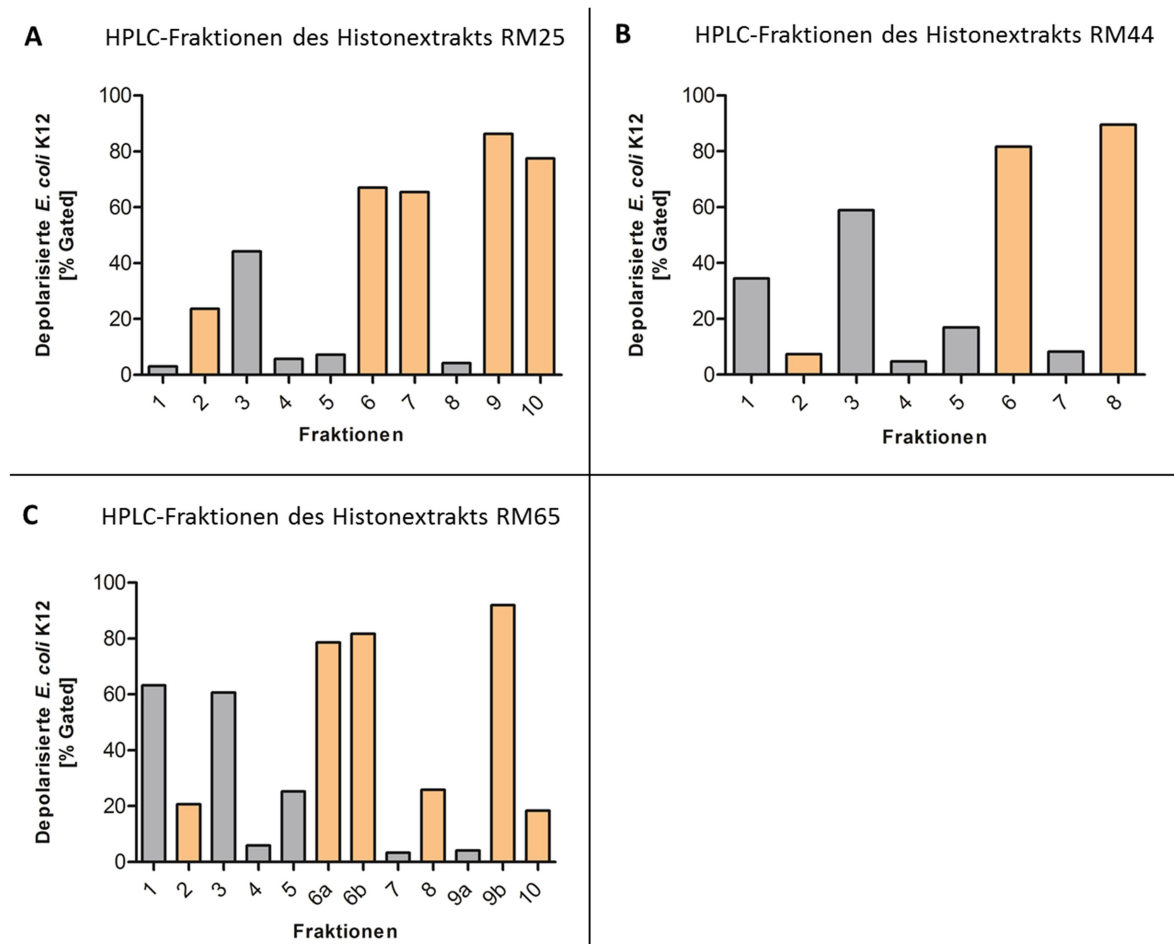 A HPLC-Fraktionen des Histonextrakts RM25
Depolarisierte E. coli K12
[% Gated]
100
80
60
40
20
0
1 2 3 4 5 6 7 8 9 10
Fraktionen
B HPLC-Fraktionen des Histonextrakts RM44
Depolarisierte E. coli K12
[% Gated]
100
80
60
40
20
0
1 2 3 4 5 6 7 8
Fraktionen
C HPLC-Fraktionen des Histonextrakts RM65
Depolarisierte E. coli K12
[% Gated]
100
80
60
40
20
0
1 2 3 4 5 6a 6b 7 8 9a 9b 10
Fraktionen